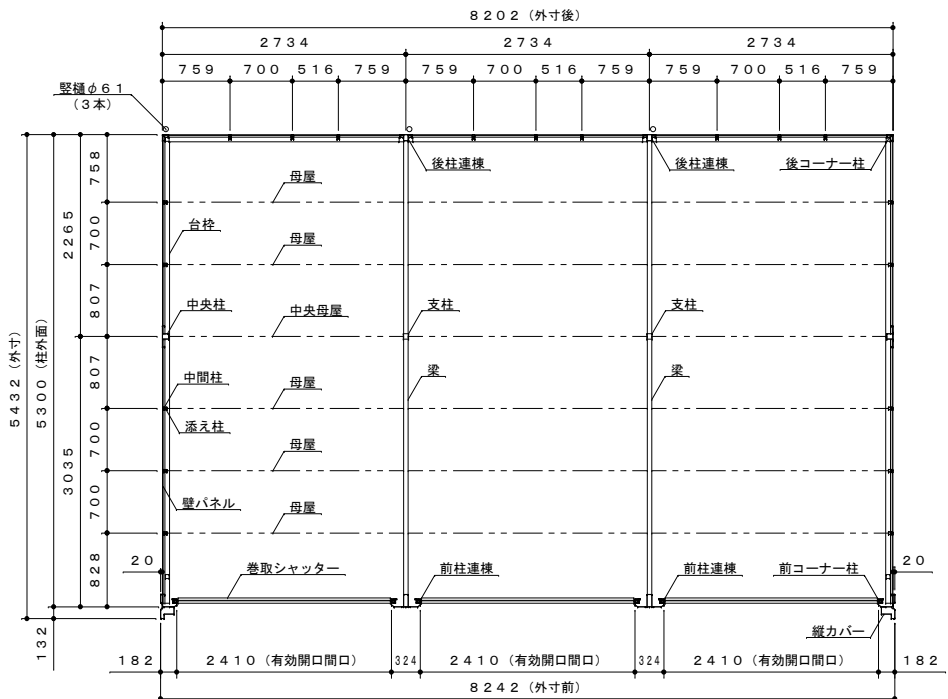 ８２０２（外寸後）
２７３４ ２７３４ ２７３４
７５９ ７００ ５１６ ７５９ ７５９ ７００ ５１６ ７５９ ７５９ ７００ ５１６ ７５９
竪樋φ６１
（３本）
後柱連棟 後柱連棟 後コーナー柱
７５８
母屋
７００
２２６５
台枠
母屋
８０７
中央柱 中央母屋 支柱 支柱
５４３２（外寸）
５３００（柱外面）
８０７
中間柱 母屋 梁 梁
添え柱
７００
３０３５
母屋
７００
壁パネル 母屋
８２８
２０ 巻取シャッター 前柱連棟 前柱連棟 前コーナー柱 ２０
縦カバー
１３２
１８２ ２４１０（有効開口間口） ３２４ ２４１０（有効開口間口） ３２４ ２４１０（有効開口間口） １８２
８２４２（外寸前）